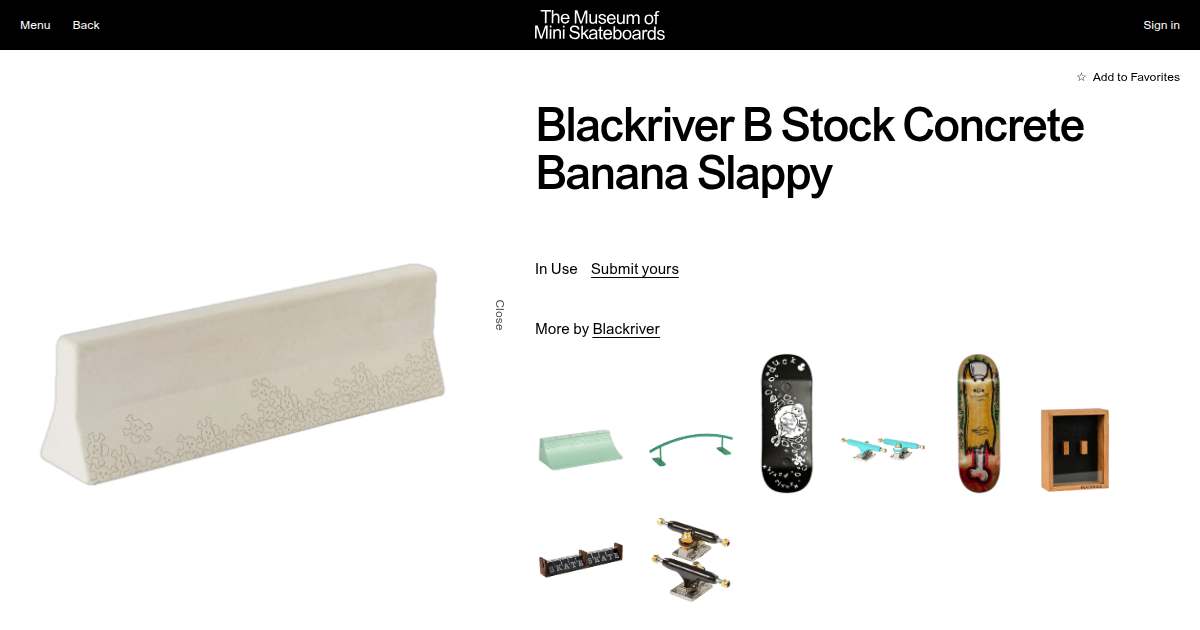 Menu
Back
The Museum of
Mini Skateboards
Sign in
☆ Add to Favorites
Blackriver B Stock Concrete
Banana Slappy
In Use
Submit yours
Close
More by Blackriver